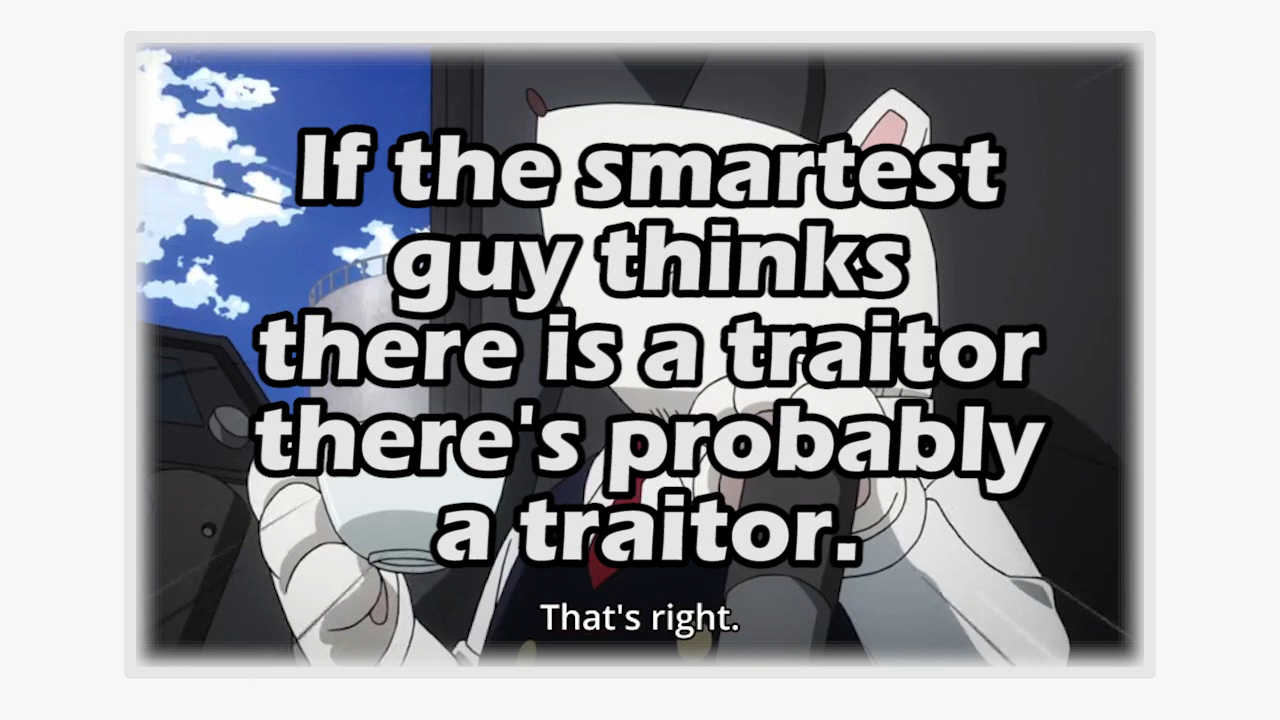 If the smartest
guy thinks
there is a traitor
there's probably
a traitor.
That's right.